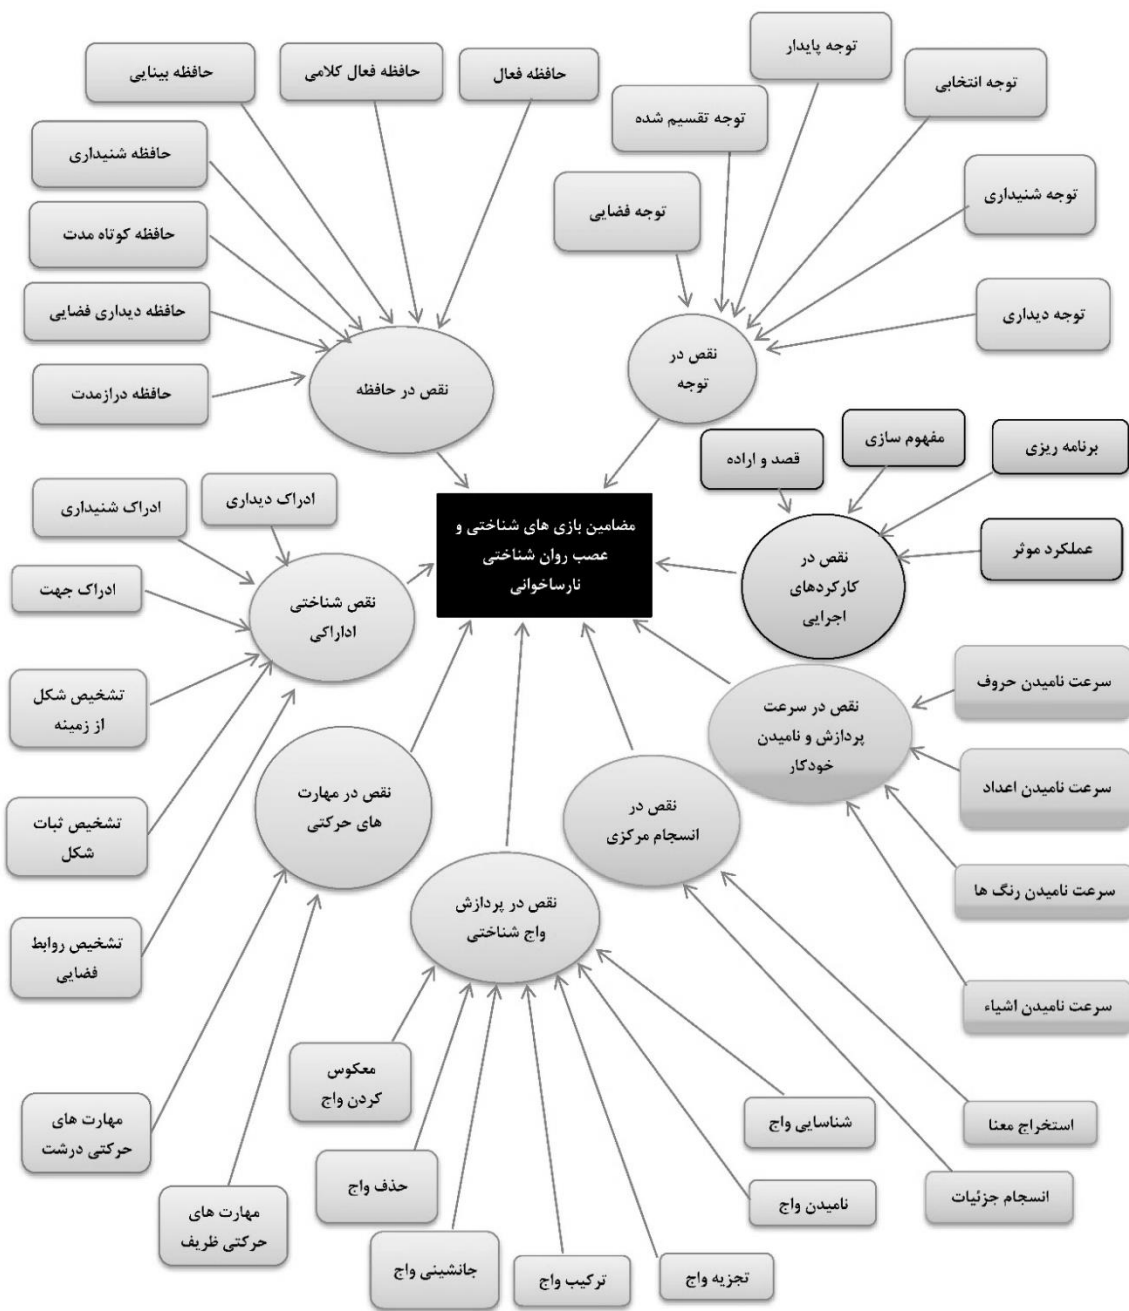 توجه پایدار
توجه انتخابی
حافظه فعال
حافظه فعال کلامی
حافظه بینایی
توجه تقسیم شده
حافظه شنیداری
توجه شنیداری
توجه فضایی
حافظه کوتاه مدت
حافظه دیداری فضایی
توجه دیداری
حافظه درازمدت
نقص در حافظه
نقص در
توجه
مفهوم سازی
برنامه ریزی
قصد و اراده
عملکرد موثر
نقص در
کارکردهای
اجرایی
مضامین بازی های شناختی و
عصب روان شناختی
نارساخوانی
ادراک دیداری
ادراک شنیداری
ادراک جهت
نقص شناختی
اداراکی
تشخیص شکل
از زمینه
تشخیص ثبات
شکل
تشخیص روابط
فضایی
سرعت نامیدن حروف
نقص در سرعت
پردازش و نامیدن
خودکار
سرعت نامیدن اعداد
سرعت نامیدن رنگ ها
سرعت نامیدن اشیاء
نقص در مهارت
های حرکتی
نقص در
انسجام مرکزی
نقص در پردازش
واج شناختی
معکوس
کردن واج
شناسایی واج
استخراج معنا
مهارت های
حرکتی درشت
حذف واج
نامیدن واج
انسجام جزئیات
مهارت های
حرکتی ظریف
جانشینی واج
ترکیب واج
تجزیه واج